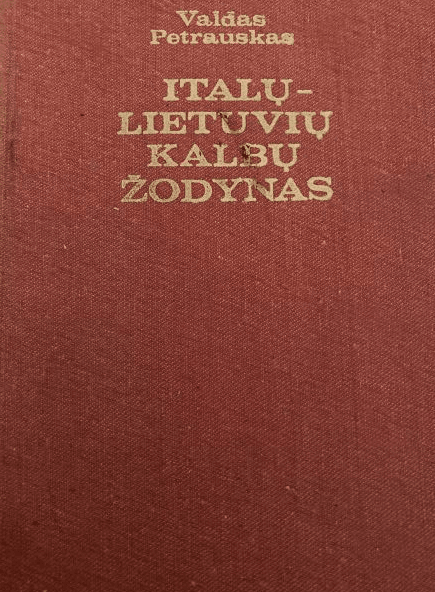 Valdas
Petrauskas
ITALŲ-
LIETUVIŲ
KALBŲ
ŽODYNAS